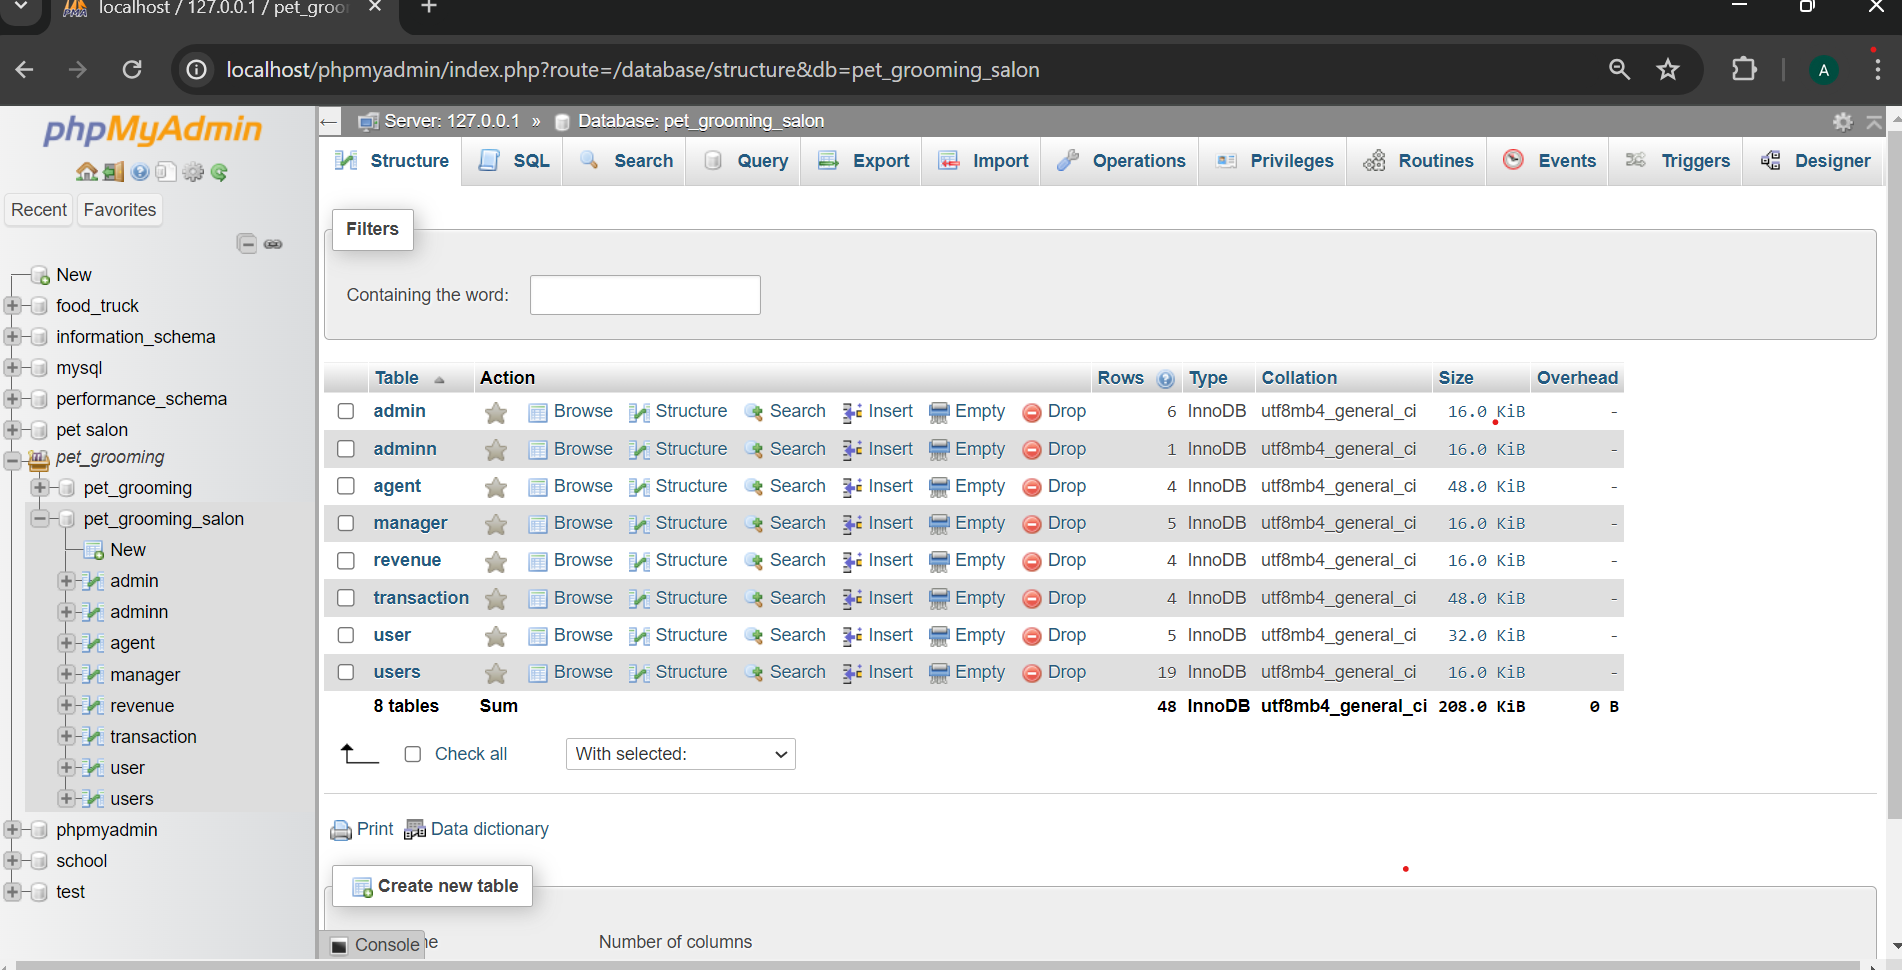 localhost / 127.0.0.1 / pet_groo
localhost/phpmyadmin/index.php?route=/database/structure&db=pet_grooming_salon
A
phpMyAdmin
Recent Favorites
New
food_truck
information_schema
mysql
performance_schema
pet salon
pet_grooming
pet_grooming
pet_grooming_salon
New
admin
adminn
agent
manager
revenue
transaction
user
users
phpmyadmin
school
test
Server: 127.0.0.1 » Database: pet_grooming_salon
Structure SQL Search Query Export Import Operations Privileges Routines Events Triggers Designer
Filters
Containing the word:
Table Action Rows Type Collation Size Overhead
admin Browse Structure Search Insert Empty Drop 6 InnoDB utf8mb4_general_ci 16.0 KiB -
adminn Browse Structure Search Insert Empty Drop 1 InnoDB utf8mb4_general_ci 16.0 KiB -
agent Browse Structure Search Insert Empty Drop 4 InnoDB utf8mb4_general_ci 48.0 KiB -
manager Browse Structure Search Insert Empty Drop 5 InnoDB utf8mb4_general_ci 16.0 KiB -
revenue Browse Structure Search Insert Empty Drop 4 InnoDB utf8mb4_general_ci 16.0 KiB -
transaction Browse Structure Search Insert Empty Drop 4 InnoDB utf8mb4_general_ci 48.0 KiB -
user Browse Structure Search Insert Empty Drop 5 InnoDB utf8mb4_general_ci 32.0 KiB -
users Browse Structure Search Insert Empty Drop 19 InnoDB utf8mb4_general_ci 16.0 KiB -
8 tables Sum 48 InnoDB utf8mb4_general_ci 208.0 KiB 0 B
Check all With selected:
Print Data dictionary
Create new table
Number of columns
Console